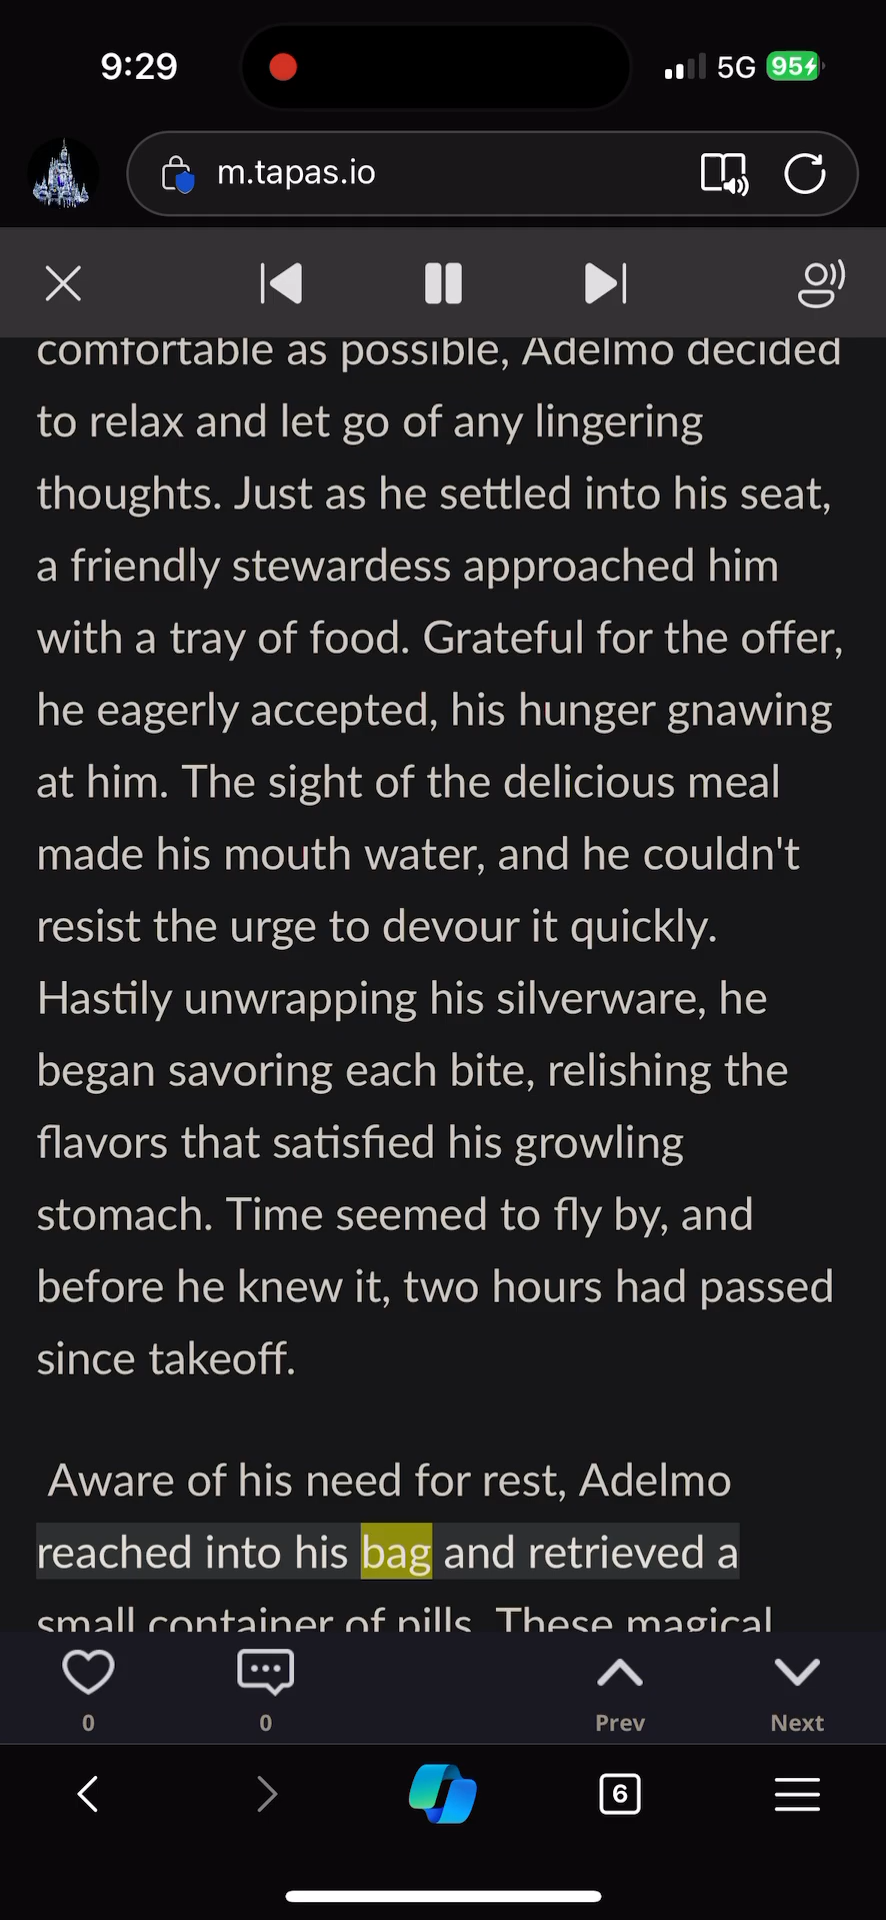 9:29
5G
95
m.tapas.io
comfortable as possible, Adelmo decided
to relax and let go of any lingering
thoughts. Just as he settled into his seat,
a friendly stewardess approached him
with a tray of food. Grateful for the offer,
he eagerly accepted, his hunger gnawing
at him. The sight of the delicious meal
made his mouth water, and he couldn't
resist the urge to devour it quickly.
Hastily unwrapping his silverware, he
began savoring each bite, relishing the
flavors that satisfied his growling
stomach. Time seemed to fly by, and
before he knew it, two hours had passed
since takeoff.
Aware of his need for rest, Adelmo
reached into his bag and retrieved a
small container of pills. These magical
0
0
Prev
Next
6